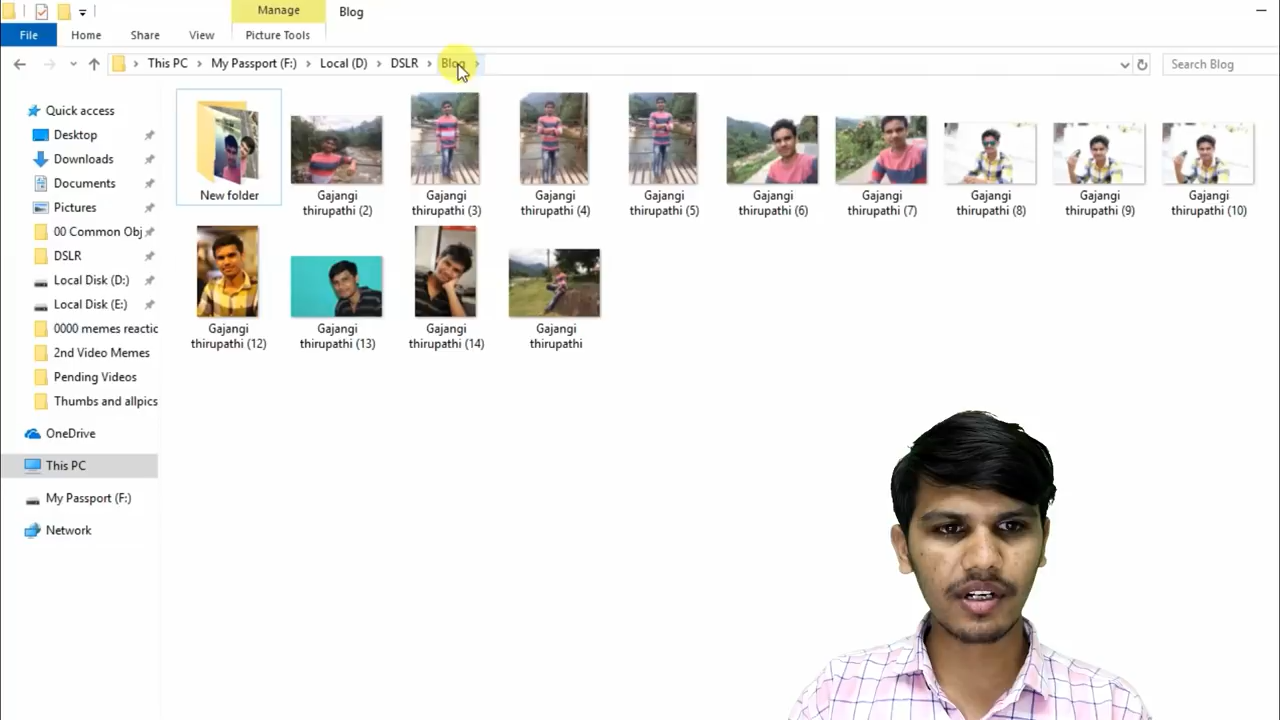 Manage
Blog
File
Home
Share
View
Picture Tools
This PC
My Passport (F:)
Local (D)
DSLR
Blog
Search Blog
Quick access
Desktop
Downloads
Documents
Pictures
00 Common Obj
DSLR
Local Disk (D:)
Local Disk (E:)
0000 memes reactic
2nd Video Memes
Pending Videos
Thumbs and allpics
OneDrive
This PC
My Passport (F:)
Network
New folder
Gajangi
thirupathi (2)
Gajangi
thirupathi (3)
Gajangi
thirupathi (4)
Gajangi
thirupathi (5)
Gajangi
thirupathi (6)
Gajangi
thirupathi (7)
Gajangi
thirupathi (8)
Gajangi
thirupathi (9)
Gajangi
thirupathi (10)
Gajangi
thirupathi (12)
Gajangi
thirupathi (13)
Gajangi
thirupathi (14)
Gajangi
thirupathi